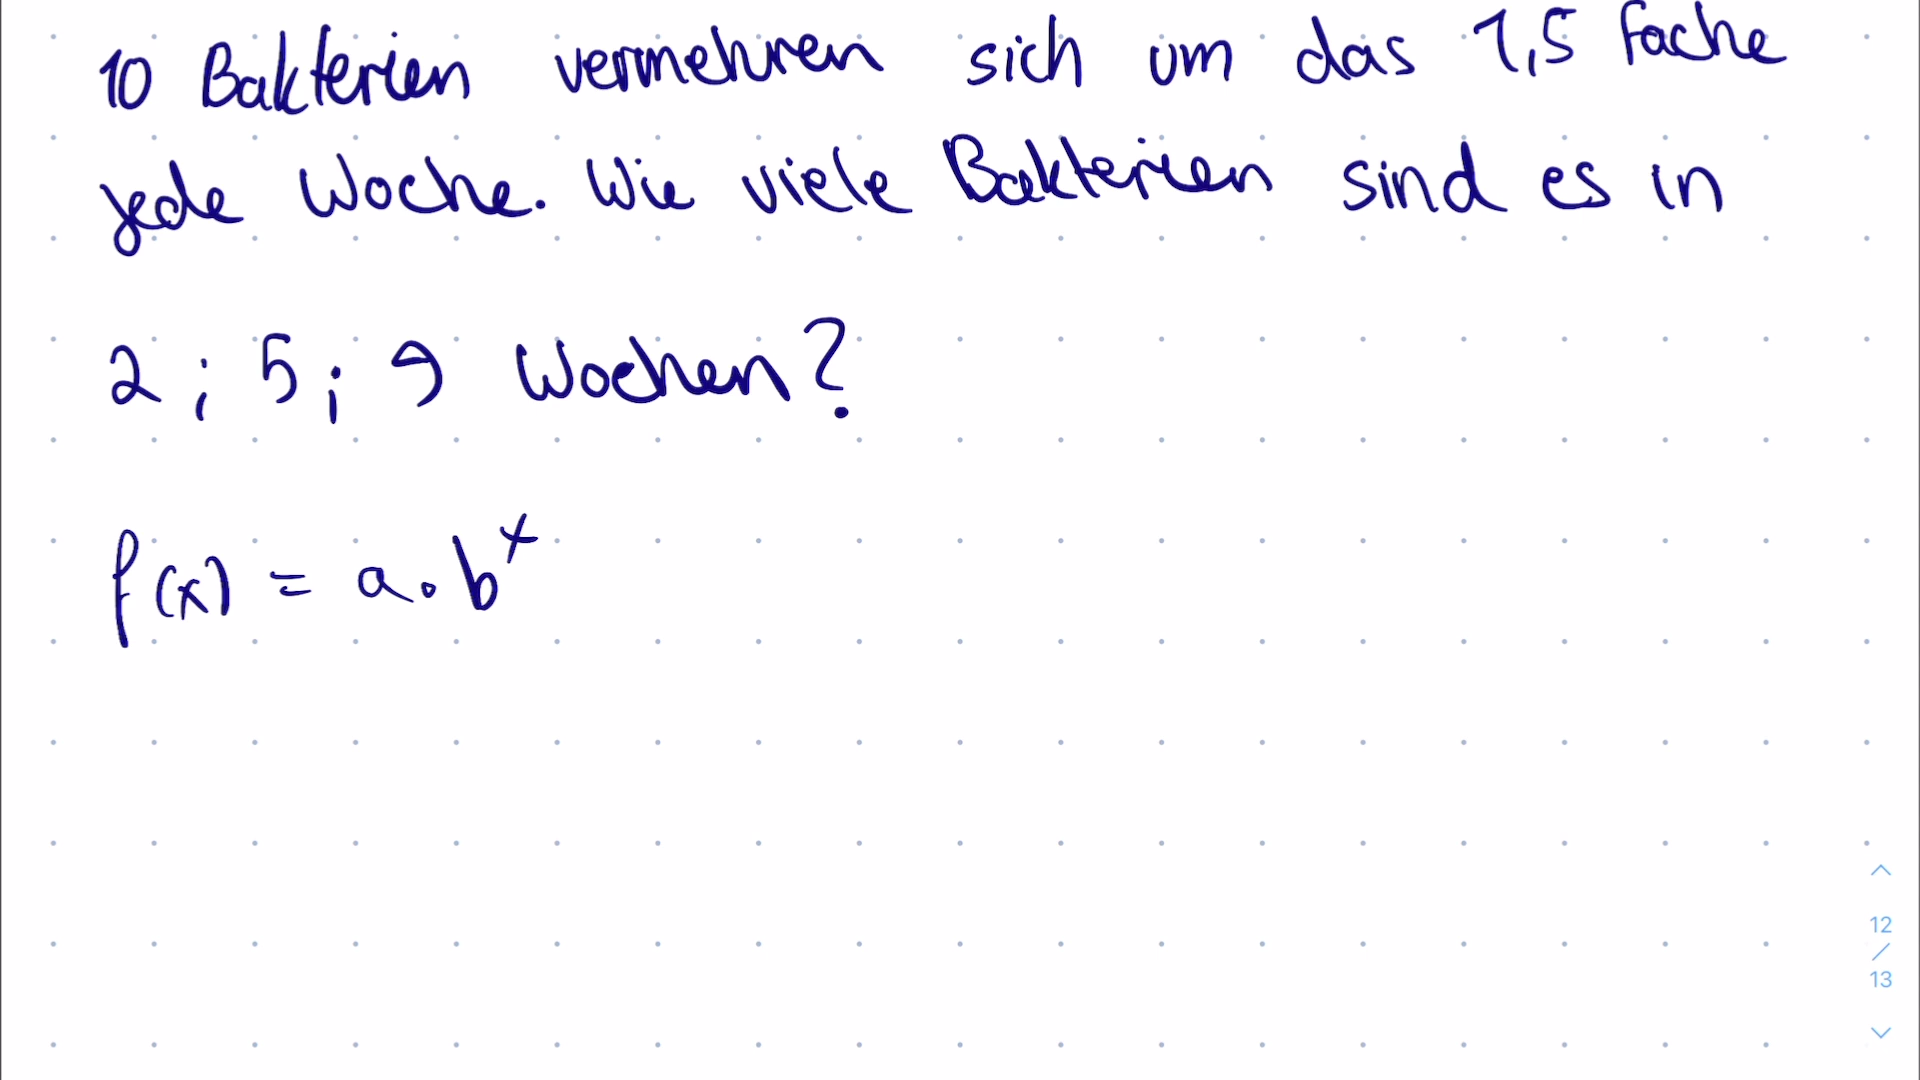 10 Bakterien vermehren sich um das 1,5 fache
jede Woche. Wie viele Bakterien sind es in
2 ; 5 ; 9 Wochen?
f(x) = a · b^x
12
/
13